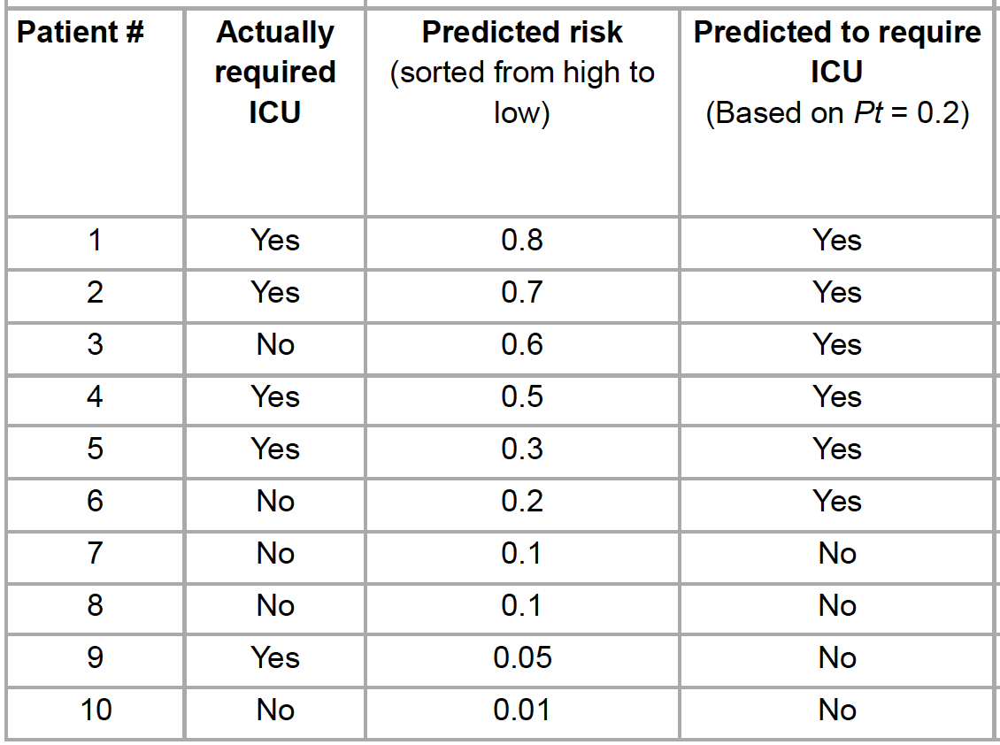 Patient # Actually Predicted risk Predicted to require
required (sorted from high to ICU
ICU low) (Based on Pt = 0.2)
1 Yes 0.8 Yes
2 Yes 0.7 Yes
3 No 0.6 Yes
4 Yes 0.5 Yes
5 Yes 0.3 Yes
6 No 0.2 Yes
7 No 0.1 No
8 No 0.1 No
9 Yes 0.05 No
10 No 0.01 No